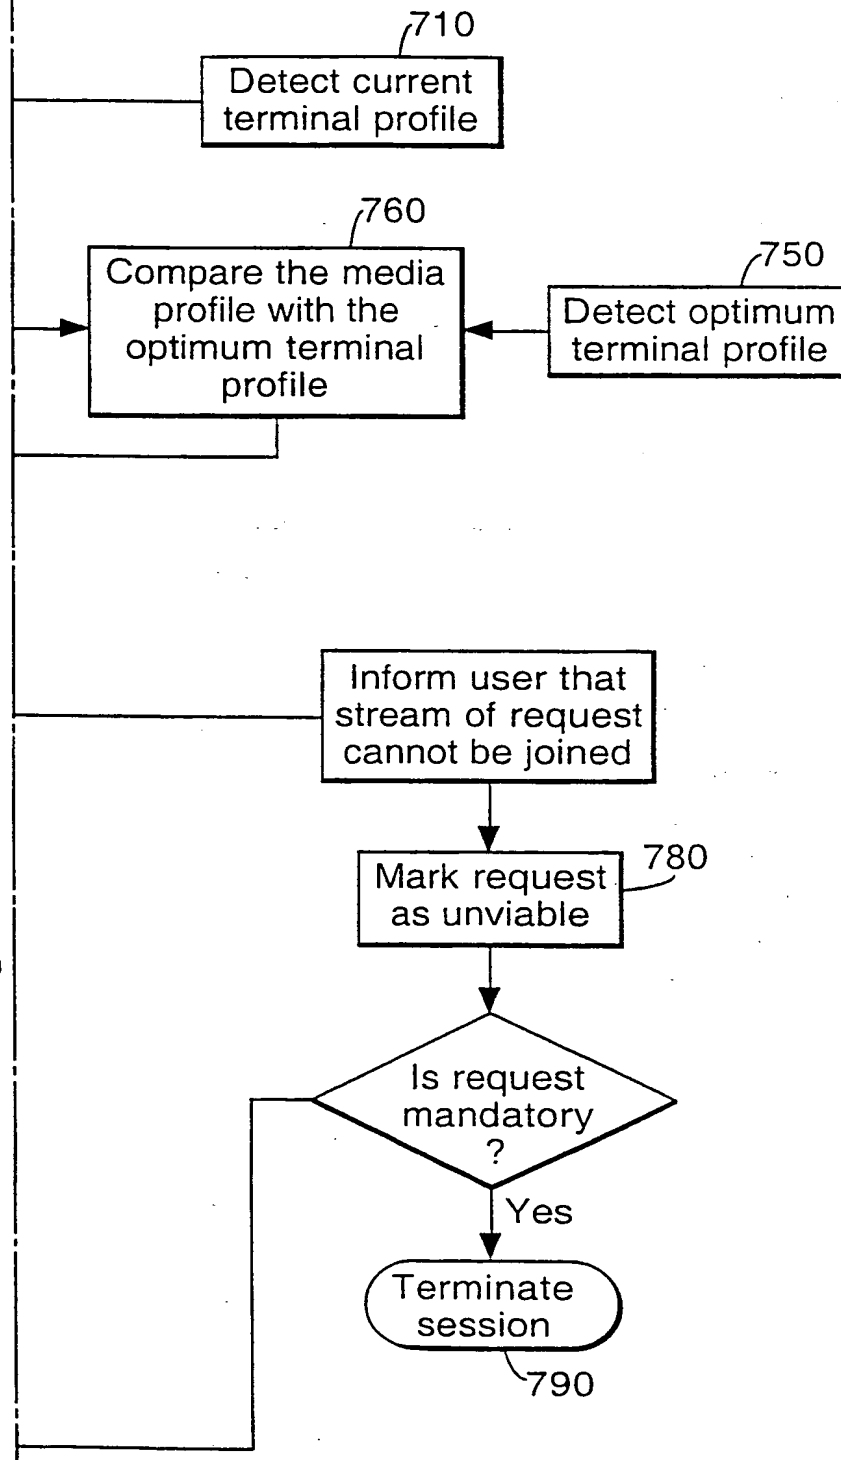 710
Detect current
terminal profile
760
Compare the media
profile with the
optimum terminal
profile
750
Detect optimum
terminal profile
Inform user that
stream of request
cannot be joined
780
Mark request
as unviable
Is request
mandatory
?
Yes
Terminate
session
790